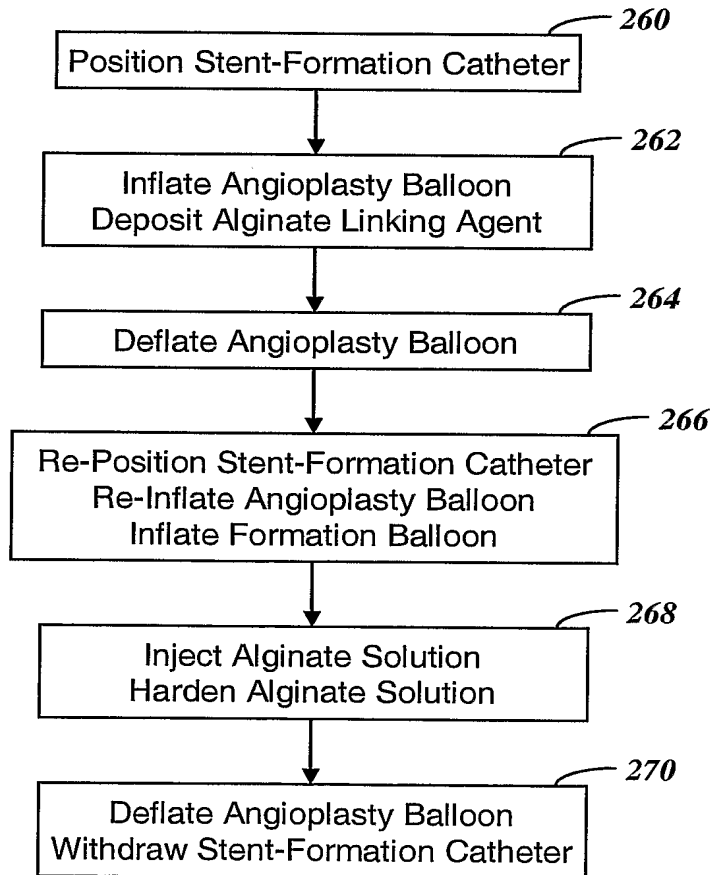 260
Position Stent-Formation Catheter
262
Inflate Angioplasty Balloon
Deposit Alginate Linking Agent
264
Deflate Angioplasty Balloon
266
Re-Position Stent-Formation Catheter
Re-Inflate Angioplasty Balloon
Inflate Formation Balloon
268
Inject Alginate Solution
Harden Alginate Solution
270
Deflate Angioplasty Balloon
Withdraw Stent-Formation Catheter